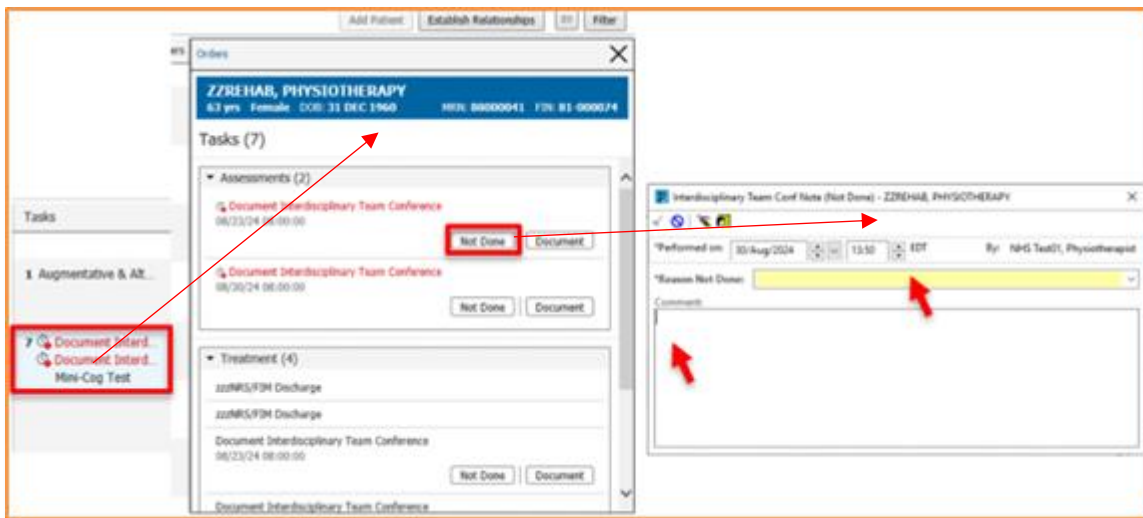 Add Patient Establish Relationships Filter
Orders
ZZREHAB, PHYSIOTHERAPY
63 yrs Female DOB: 31 DEC 1960 MRN: 88000041 FIN: 81-000074
Tasks (7)
Assessments (2)
Document Interdisciplinary Team Conference
08/23/24 08:00:00
Not Done Document
Document Interdisciplinary Team Conference
08/30/24 08:00:00
Not Done Document
Treatment (4)
zzzNRS/FIM Discharge
zzzNRS/FIM Discharge
Document Interdisciplinary Team Conference
08/23/24 08:00:00
Not Done Document
Document Interdisciplinary Team Conference
Tasks
1 Augmentative & Alt...
7 Document Interd...
Document Interd...
Mini-Cog Test
Interdisciplinary Team Conf Note (Not Done) - ZZREHAB, PHYSIOTHERAPY
*Performed on: 30/Aug/2024 1350 EDT By: NHS Test01, Physiotherapist
*Reason Not Done:
Comment: